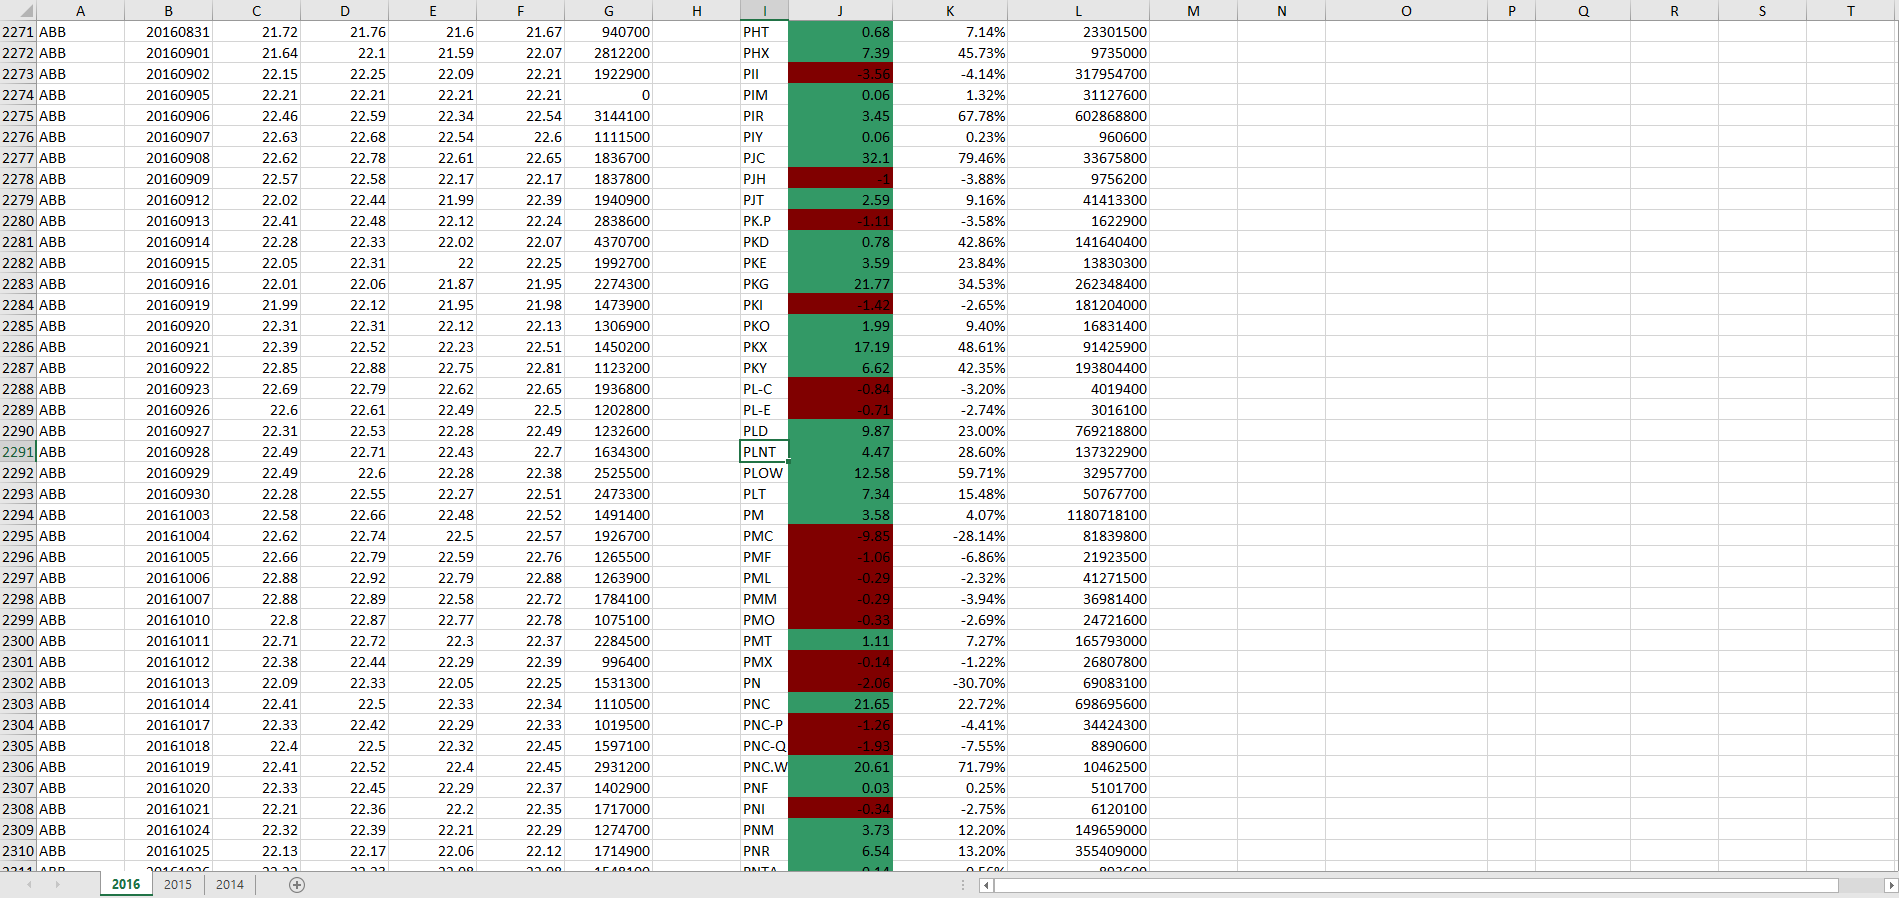 A B C D E F G H I J K L M N O P Q R S T
2271 ABB 20160831 21.72 21.76 21.6 21.67 940700 PHT 0.68 7.14% 23301500
2272 ABB 20160901 21.64 22.1 21.59 22.07 2812200 PHX 7.39 45.73% 9735000
2273 ABB 20160902 22.15 22.25 22.09 22.21 1922900 PII -3.56 -4.14% 317954700
2274 ABB 20160905 22.21 22.21 22.21 22.21 0 PIM 0.06 1.32% 31127600
2275 ABB 20160906 22.46 22.59 22.34 22.54 3144100 PIR 3.45 67.78% 602868800
2276 ABB 20160907 22.63 22.68 22.54 22.6 1111500 PIY 0.06 0.23% 960600
2277 ABB 20160908 22.62 22.78 22.61 22.65 1836700 PJC 32.1 79.46% 33675800
2278 ABB 20160909 22.57 22.58 22.17 22.17 1837800 PJH -1 -3.88% 9756200
2279 ABB 20160912 22.02 22.44 21.99 22.39 1940900 PJT 2.59 9.16% 41413300
2280 ABB 20160913 22.41 22.48 22.12 22.24 2838600 PK.P -1.11 -3.58% 1622900
2281 ABB 20160914 22.28 22.33 22.02 22.07 4370700 PKD 0.78 42.86% 141640400
2282 ABB 20160915 22.05 22.31 22 22.25 1992700 PKE 3.59 23.84% 13830300
2283 ABB 20160916 22.01 22.06 21.87 21.95 2274300 PKG 21.77 34.53% 262348400
2284 ABB 20160919 21.99 22.12 21.95 21.98 1473900 PKI -1.42 -2.65% 181204000
2285 ABB 20160920 22.31 22.31 22.12 22.13 1306900 PKO 1.99 9.40% 16831400
2286 ABB 20160921 22.39 22.52 22.23 22.51 1450200 PKX 17.19 48.61% 91425900
2287 ABB 20160922 22.85 22.88 22.75 22.81 1123200 PKY 6.62 42.35% 193804400
2288 ABB 20160923 22.69 22.79 22.62 22.65 1936800 PL-C -0.84 -3.20% 4019400
2289 ABB 20160926 22.6 22.61 22.49 22.5 1202800 PL-E -0.71 -2.74% 3016100
2290 ABB 20160927 22.31 22.53 22.28 22.49 1232600 PLD 9.87 23.00% 769218800
2291 ABB 20160928 22.49 22.71 22.43 22.7 1634300 PLNT 4.47 28.60% 137322900
2292 ABB 20160929 22.49 22.6 22.28 22.38 2525500 PLOW 12.58 59.71% 32957700
2293 ABB 20160930 22.28 22.55 22.27 22.51 2473300 PLT 7.34 15.48% 50767700
2294 ABB 20161003 22.58 22.66 22.48 22.52 1491400 PM 3.58 4.07% 1180718100
2295 ABB 20161004 22.62 22.74 22.5 22.57 1926700 PMC -9.85 -28.14% 81839800
2296 ABB 20161005 22.66 22.79 22.59 22.76 1265500 PMF -1.06 -6.86% 21923500
2297 ABB 20161006 22.88 22.92 22.79 22.88 1263900 PML -0.29 -2.32% 41271500
2298 ABB 20161007 22.88 22.89 22.58 22.72 1784100 PMM -0.29 -3.94% 36981400
2299 ABB 20161010 22.8 22.87 22.77 22.78 1075100 PMO -0.33 -2.69% 24721600
2300 ABB 20161011 22.71 22.72 22.3 22.37 2284500 PMT 1.11 7.27% 165793000
2301 ABB 20161012 22.38 22.44 22.29 22.39 996400 PMX -0.14 -1.22% 26807800
2302 ABB 20161013 22.09 22.33 22.05 22.25 1531300 PN -2.06 -30.70% 69083100
2303 ABB 20161014 22.41 22.5 22.33 22.34 1110500 PNC 21.65 22.72% 698695600
2304 ABB 20161017 22.33 22.42 22.29 22.33 1019500 PNC-P -1.26 -4.41% 34424300
2305 ABB 20161018 22.4 22.5 22.32 22.45 1597100 PNC-Q -1.93 -7.55% 8890600
2306 ABB 20161019 22.41 22.52 22.4 22.45 2931200 PNC.W 20.61 71.79% 10462500
2307 ABB 20161020 22.33 22.45 22.29 22.37 1402900 PNF 0.03 0.25% 5101700
2308 ABB 20161021 22.21 22.36 22.2 22.35 1717000 PNI -0.34 -2.75% 6120100
2309 ABB 20161024 22.32 22.39 22.21 22.29 1274700 PNM 3.73 12.20% 149659000
2310 ABB 20161025 22.13 22.17 22.06 22.12 1714900 PNR 6.54 13.20% 355409000
2016 2015 2014